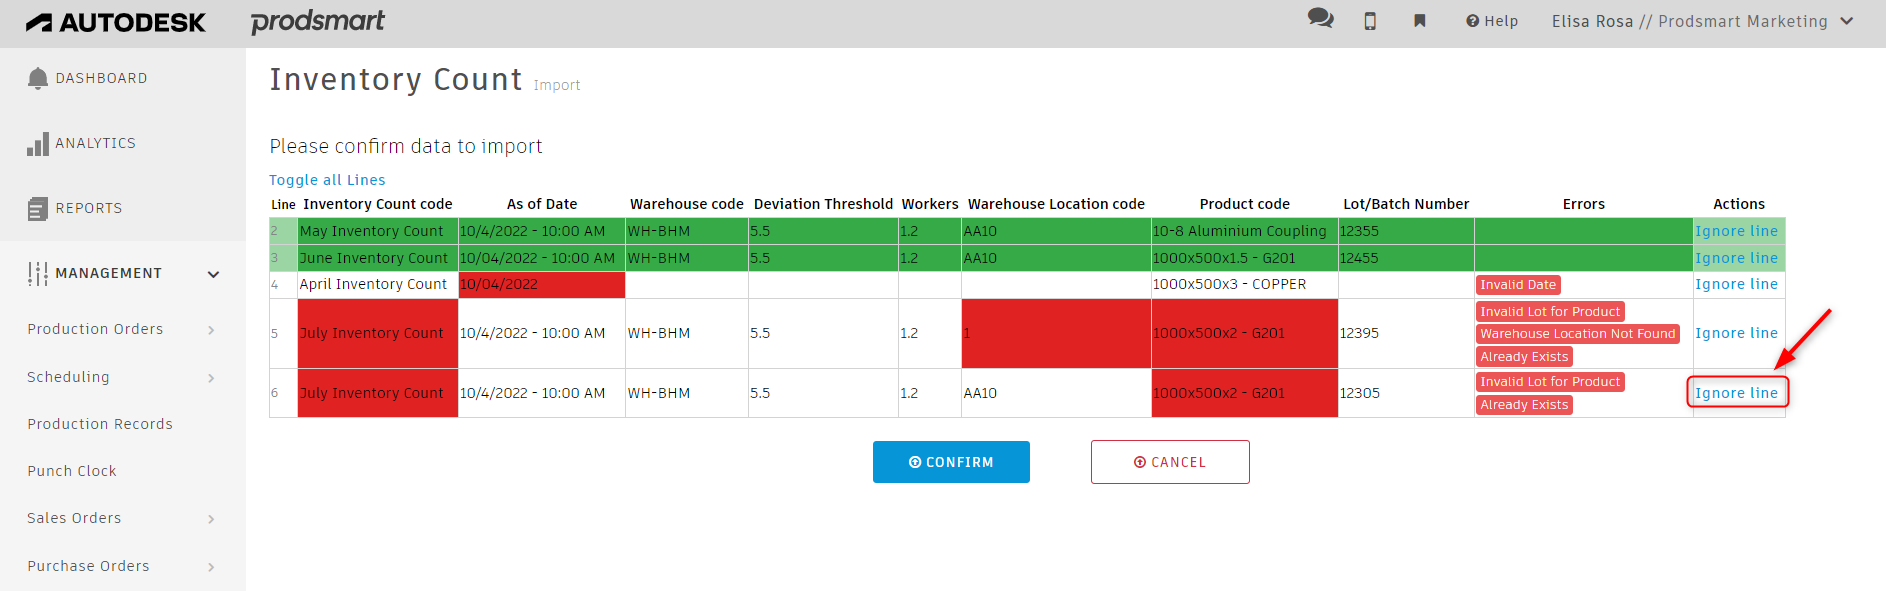 AUTODESK prodsmart Help Elisa Rosa // Prodsmart Marketing
DASHBOARD
ANALYTICS
REPORTS
MANAGEMENT
Production Orders
Scheduling
Production Records
Punch Clock
Sales Orders
Purchase Orders
Inventory Count Import
Please confirm data to import
Toggle all Lines
Line Inventory Count code As of Date Warehouse code Deviation Threshold Workers Warehouse Location code Product code Lot/Batch Number Errors Actions
2 May Inventory Count 10/4/2022 - 10:00 AM WH-BHM 5.5 1.2 AA10 10-8 Aluminium Coupling 12355 Ignore line
3 June Inventory Count 10/04/2022 - 10:00 AM WH-BHM 5.5 1.2 AA10 1000x500x1.5 - G201 12455 Ignore line
4 April Inventory Count 10/04/2022 1000x500x3 - COPPER Invalid Date Ignore line
5 July Inventory Count 10/4/2022 - 10:00 AM WH-BHM 5.5 1.2 1 1000x500x2 - G201 12395 Invalid Lot for Product Warehouse Location Not Found Already Exists Ignore line
6 July Inventory Count 10/4/2022 - 10:00 AM WH-BHM 5.5 1.2 AA10 1000x500x2 - G201 12305 Invalid Lot for Product Already Exists Ignore line
CONFIRM CANCEL